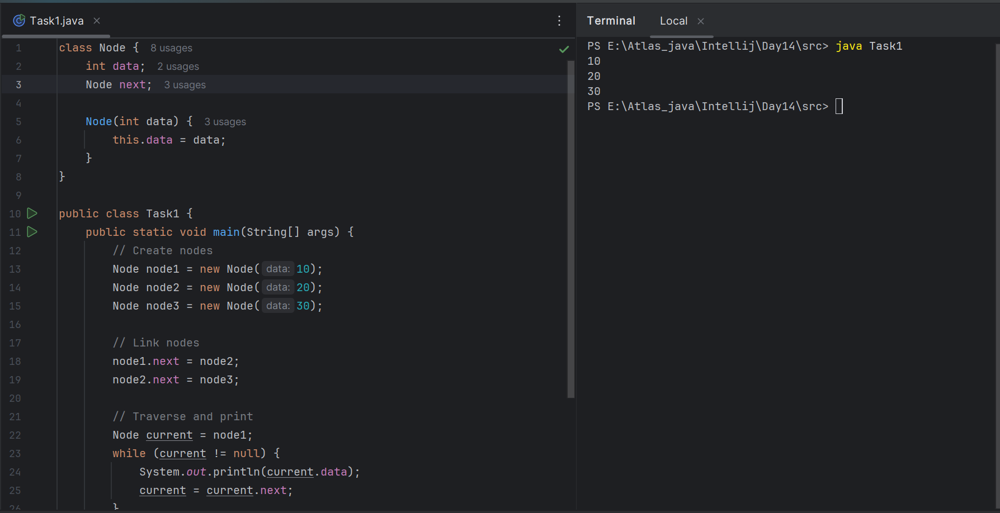 Task1.java
1 class Node { 8 usages
2 int data; 2 usages
3 Node next; 3 usages
4
5 Node(int data) { 3 usages
6 this.data = data;
7 }
8 }
9
10 public class Task1 {
11 public static void main(String[] args) {
12 // Create nodes
13 Node node1 = new Node( data: 10);
14 Node node2 = new Node( data: 20);
15 Node node3 = new Node( data: 30);
16
17 // Link nodes
18 node1.next = node2;
19 node2.next = node3;
20
21 // Traverse and print
22 Node current = node1;
23 while (current != null) {
24 System.out.println(current.data);
25 current = current.next;
26 }
Terminal Local
PS E:\Atlas_java\Intellij\Day14\src> java Task1
10
20
30
PS E:\Atlas_java\Intellij\Day14\src>